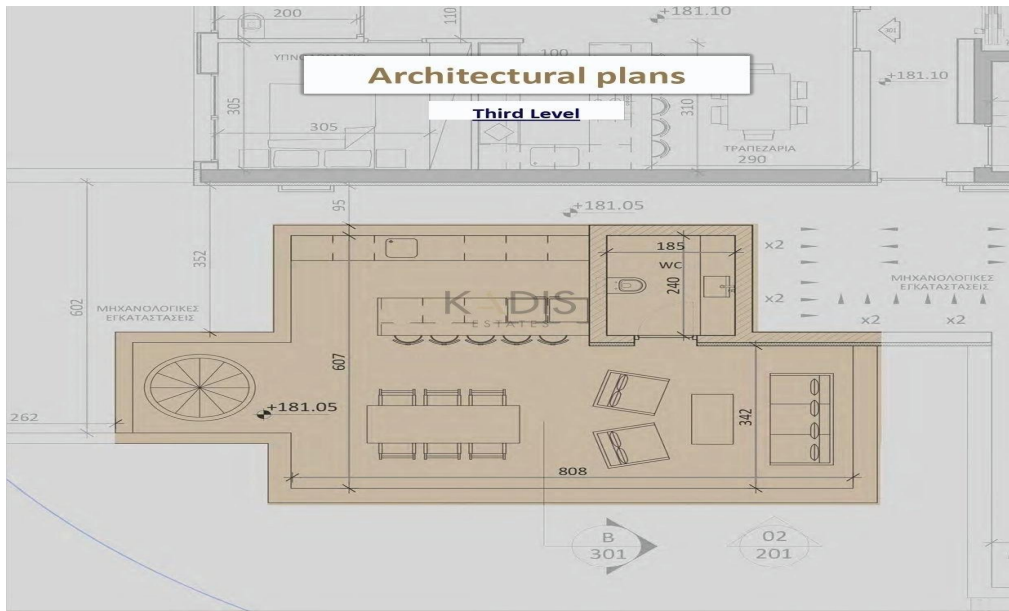 200
110
+181.10
+181.10
100
Architectural plans
Third Level
305
305
310
ΤΡΑΠΕΖΑΡΙΑ
290
95
+181.05
352
602
ΜΗΧΑΝΟΛΟΓΙΚΕΣ
ΕΓΚΑΤΑΣΤΑΣΕΙΣ
185
WC
240
x2
x2
ΜΗΧΑΝΟΛΟΓΙΚΕΣ
ΕΓΚΑΤΑΣΤΑΣΕΙΣ
x2
x2
KADIS
ESTATES
607
+181.05
262
342
808
B
301
02
201